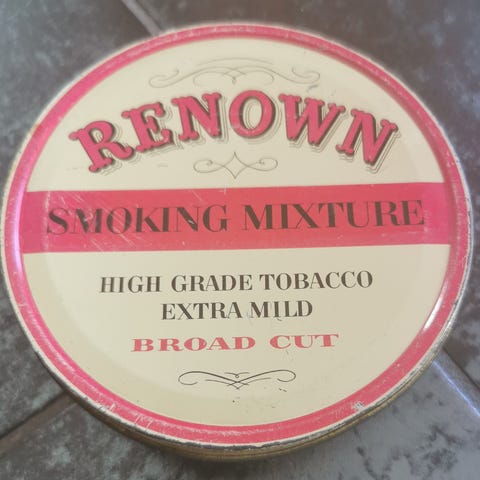 RENOWN
SMOKING MIXTURE
HIGH GRADE TOBACCO
EXTRA MILD
BROAD CUT